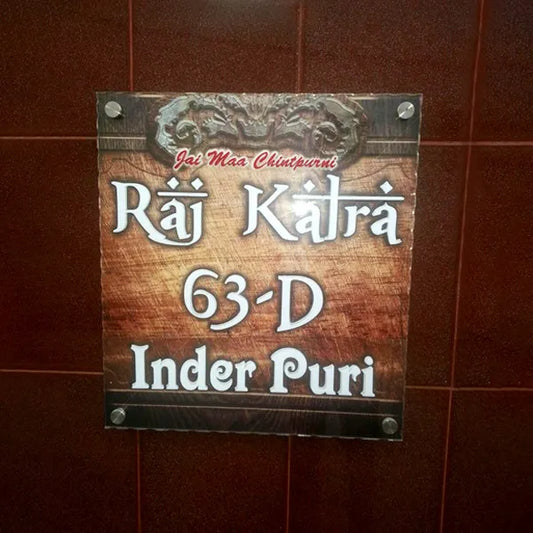 Jai Maa Chintpurni
Raj Katra
63-D
Inder Puri